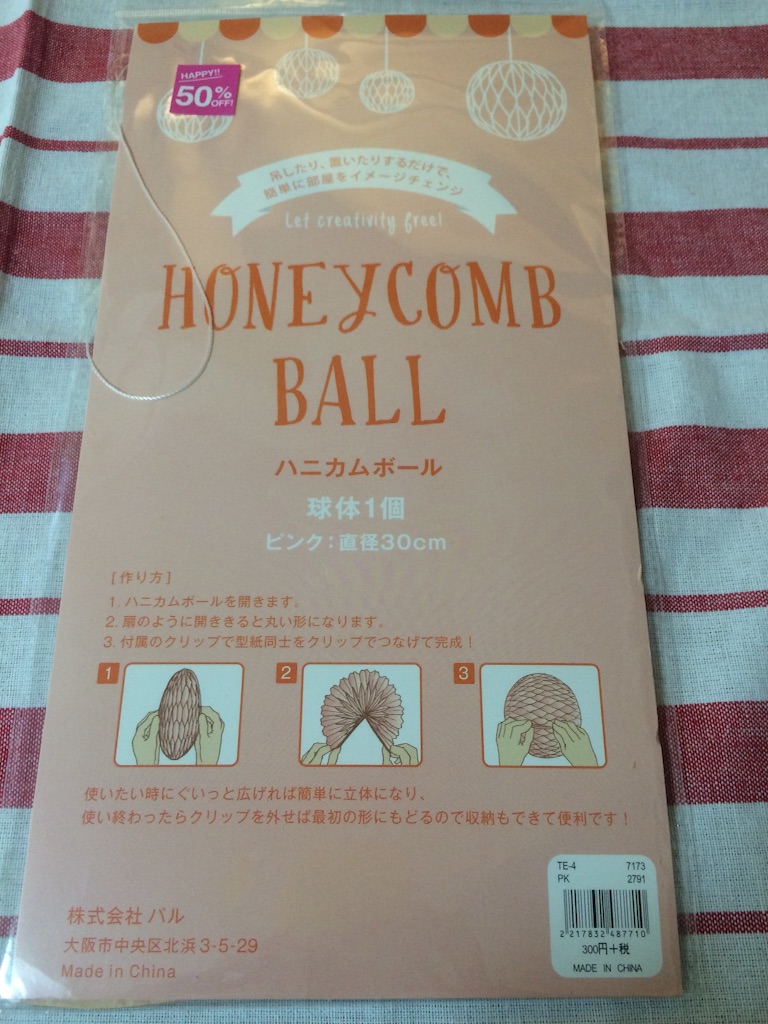 HAPPY!!
50%
OFF!
吊したり、置いたりするだけで、
簡単に部屋をイメージチェンジ
Let creativity free!
HONEYCOMB
BALL
ハニカムボール
球体1個
ピンク：直径30cm
[作り方]
1. ハニカムボールを開きます。
2. 扇のように開ききると丸い形になります。
3. 付属のクリップで型紙同士をクリップでつなげて完成！
1 2 3
使いたい時にぐいっと広げれば簡単に立体になり、
使い終わったらクリップを外せば最初の形にもどるので収納もできて便利です！
TE-4 7173
PK 2791
2 217832 487710
300円+税
MADE IN CHINA
株式会社 パル
大阪市中央区北浜 3-5-29
Made in China